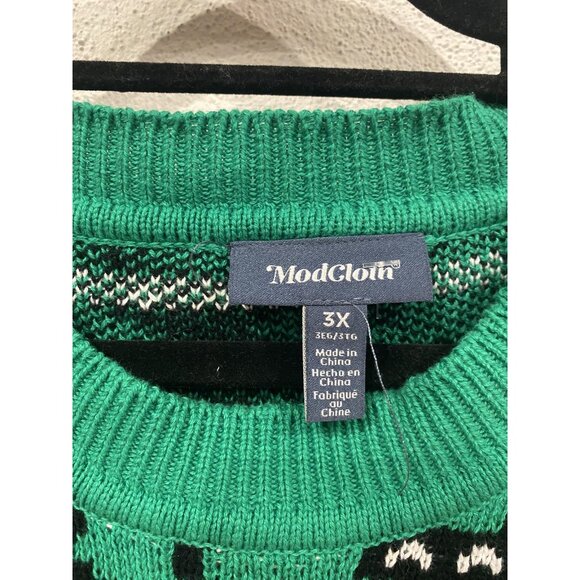 ModCloth
3X
3EG/3TG
Made in
China
Hecho en
China
Fabriqué
au
Chine